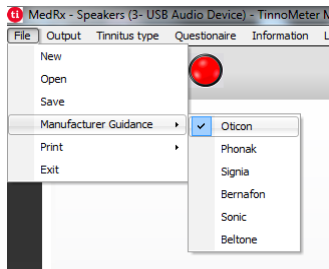 ti MedRx - Speakers (3- USB Audio Device) - TinnoMeter
File Output Tinnitus type Questionaire Information
New
Open
Save
Manufacturer Guidance
Print
Exit
Oticon
Phonak
Signia
Bernafon
Sonic
Beltone